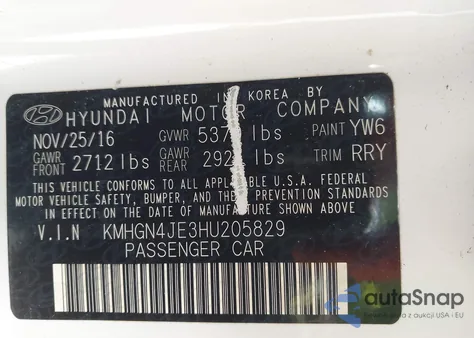 MANUFACTURED IN KOREA BY
HYUNDAI MOTOR COMPANY
NOV/25/16 GVWR lbs PAINT YW6
GAWR FRONT 2712 lbs GAWR REAR lbs TRIM RRY
THIS VEHICLE CONFORMS TO ALL APPLICABLE U.S.A. FEDERAL
MOTOR VEHICLE SAFETY, BUMPER, AND THEFT PREVENTION STANDARDS
IN EFFECT ON THE DATE OF MANUFACTURE SHOWN ABOVE.
V.I.N KMHGN4JE3HU205829
PASSENGER CAR
autoSnap